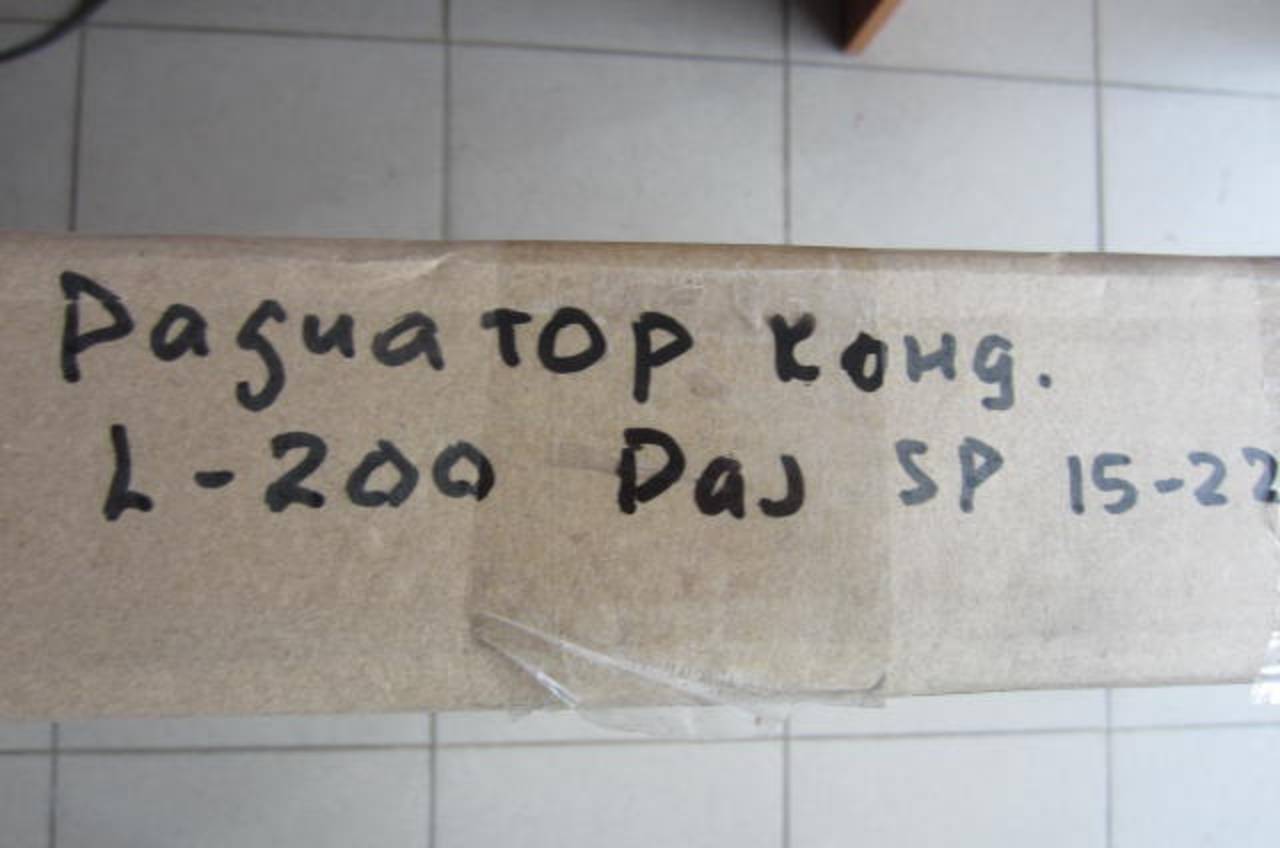 Радиатор конд.
L-200 Paj SP 15-22